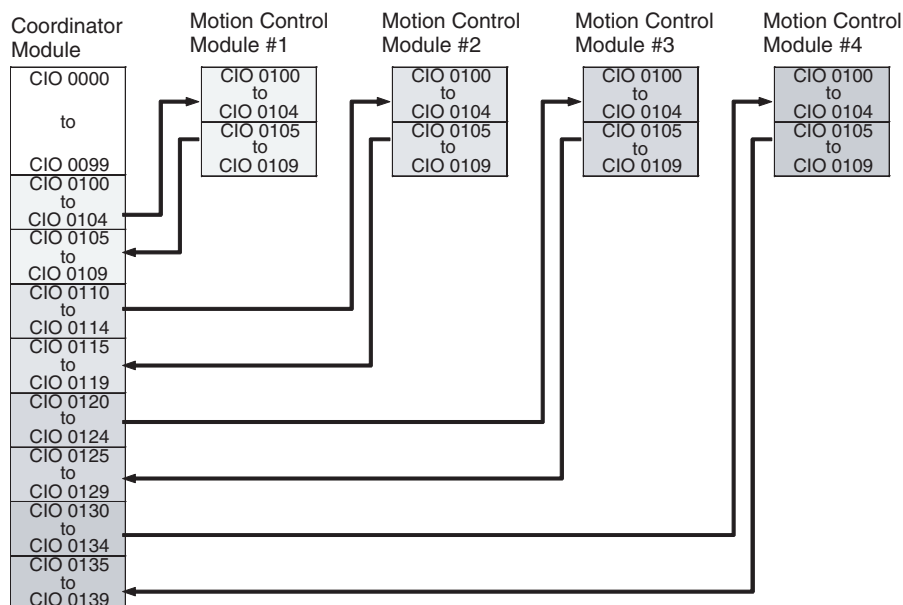 Coordinator
Module
CIO 0000
to
CIO 0099
CIO 0100
to
CIO 0104
CIO 0105
to
CIO 0109
CIO 0110
to
CIO 0114
CIO 0115
to
CIO 0119
CIO 0120
to
CIO 0124
CIO 0125
to
CIO 0129
CIO 0130
to
CIO 0134
CIO 0135
to
CIO 0139
Motion Control
Module #1
CIO 0100
to
CIO 0104
CIO 0105
to
CIO 0109
Motion Control
Module #2
CIO 0100
to
CIO 0104
CIO 0105
to
CIO 0109
Motion Control
Module #3
CIO 0100
to
CIO 0104
CIO 0105
to
CIO 0109
Motion Control
Module #4
CIO 0100
to
CIO 0104
CIO 0105
to
CIO 0109